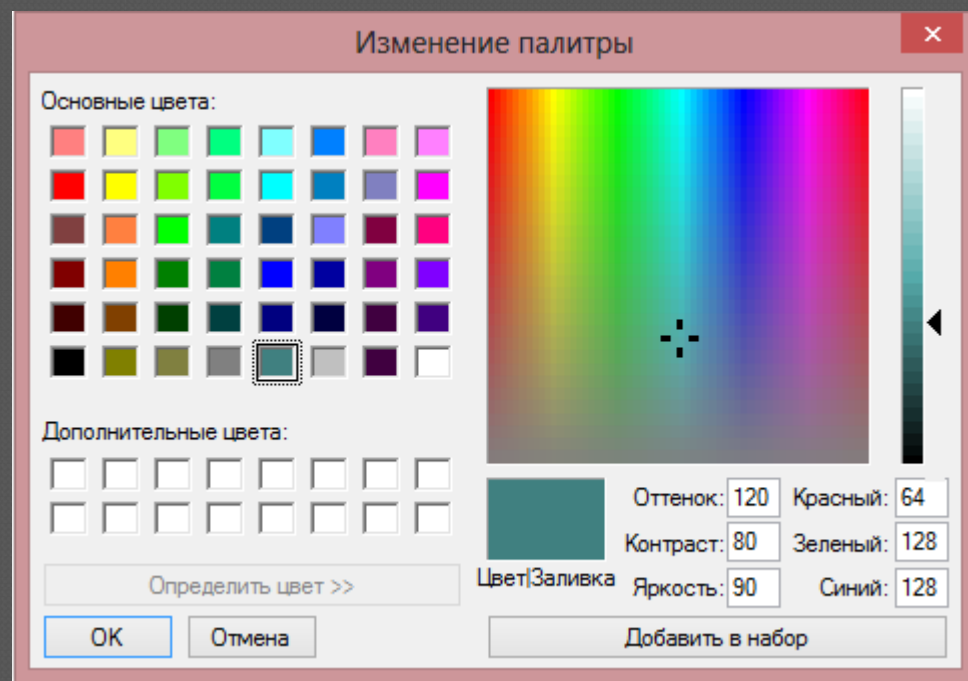 Изменение палитры
Основные цвета:
Дополнительные цвета:
Определить цвет >>
OK
Отмена
Цвет|Заливка
Оттенок: 120
Контраст: 80
Яркость: 90
Красный: 64
Зеленый: 128
Синий: 128
Добавить в набор